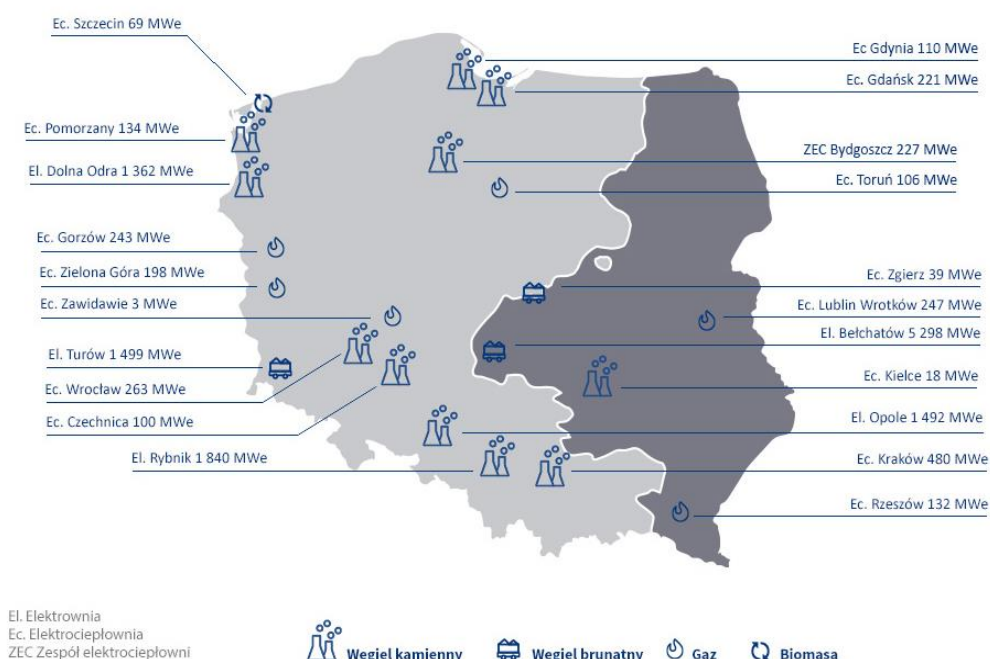 Ec. Szczecin 69 MWe
Ec Gdynia 110 MWe
Ec. Gdańsk 221 MWe
Ec. Pomorzany 134 MWe
ZEC Bydgoszcz 227 MWe
El. Dolna Odra 1 362 MWe
Ec. Toruń 106 MWe
Ec. Gorzów 243 MWe
Ec. Zielona Góra 198 MWe
Ec. Zgierz 39 MWe
Ec. Zawidawie 3 MWe
Ec. Lublin Wrotków 247 MWe
El. Bełchatów 5 298 MWe
El. Turów 1 499 MWe
Ec. Kielce 18 MWe
Ec. Wrocław 263 MWe
El. Opole 1 492 MWe
Ec. Czechnica 100 MWe
El. Rybnik 1 840 MWe
Ec. Kraków 480 MWe
Ec. Rzeszów 132 MWe
El. Elektrownia
Ec. Elektrociepłownia
ZEC Zespół elektrociepłowni
Węgiel kamienny
Węgiel brunatny
Gaz
Biomasa